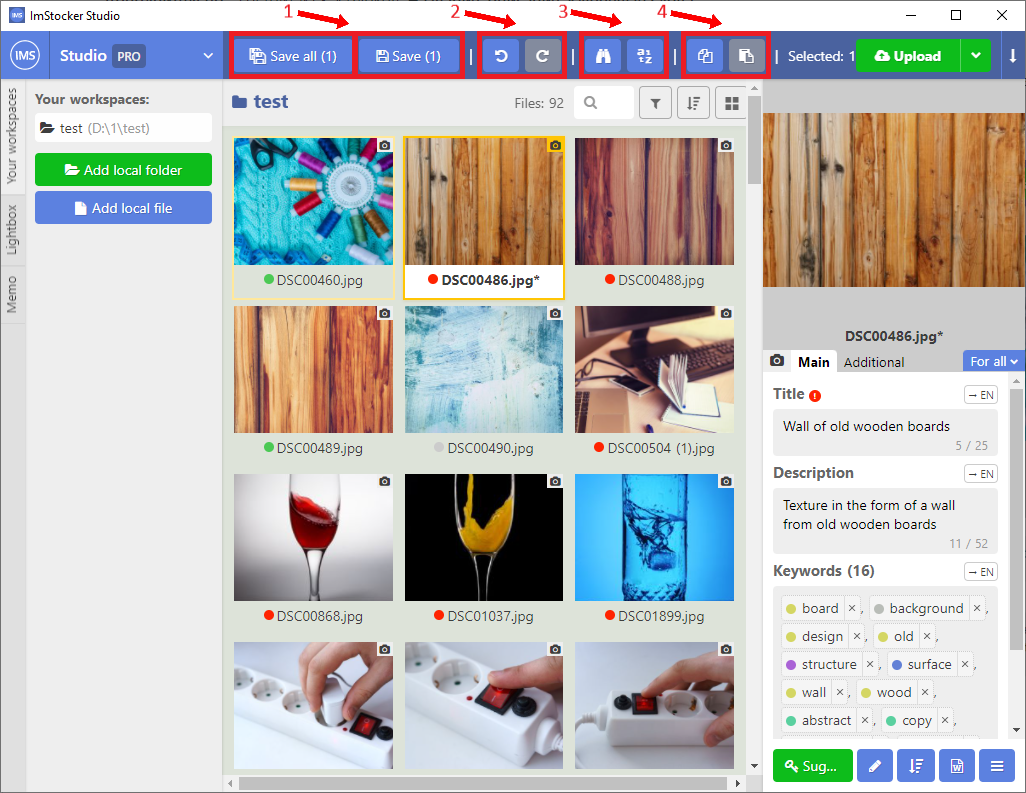 ImStocker Studio
1
2
3
4
IMS
Studio PRO
Save all (1)
Save (1)
a z
1 z
Selected: 1
Upload
Your workspaces
Lightbox
Memo
Your workspaces:
test (D:\1\test)
Add local folder
Add local file
test
Files: 92
DSC00460.jpg
DSC00486.jpg*
DSC00488.jpg
DSC00489.jpg
DSC00490.jpg
DSC00504 (1).jpg
DSC00868.jpg
DSC01037.jpg
DSC01899.jpg
DSC00486.jpg*
Main
Additional
For all
Title
→ EN
Wall of old wooden boards
5 / 25
Description
→ EN
Texture in the form of a wall
from old wooden boards
11 / 52
Keywords (16)
→ EN
board ×, background ×,
design ×, old ×,
structure ×, surface ×,
wall ×, wood ×,
abstract ×, copy ×,
Sug...